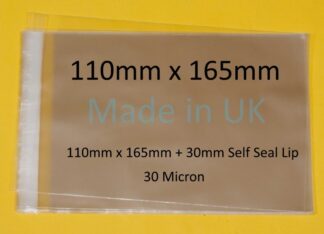 110mm x 165mm
Made in UK
110mm x 165mm + 30mm Self Seal Lip
30 Micron